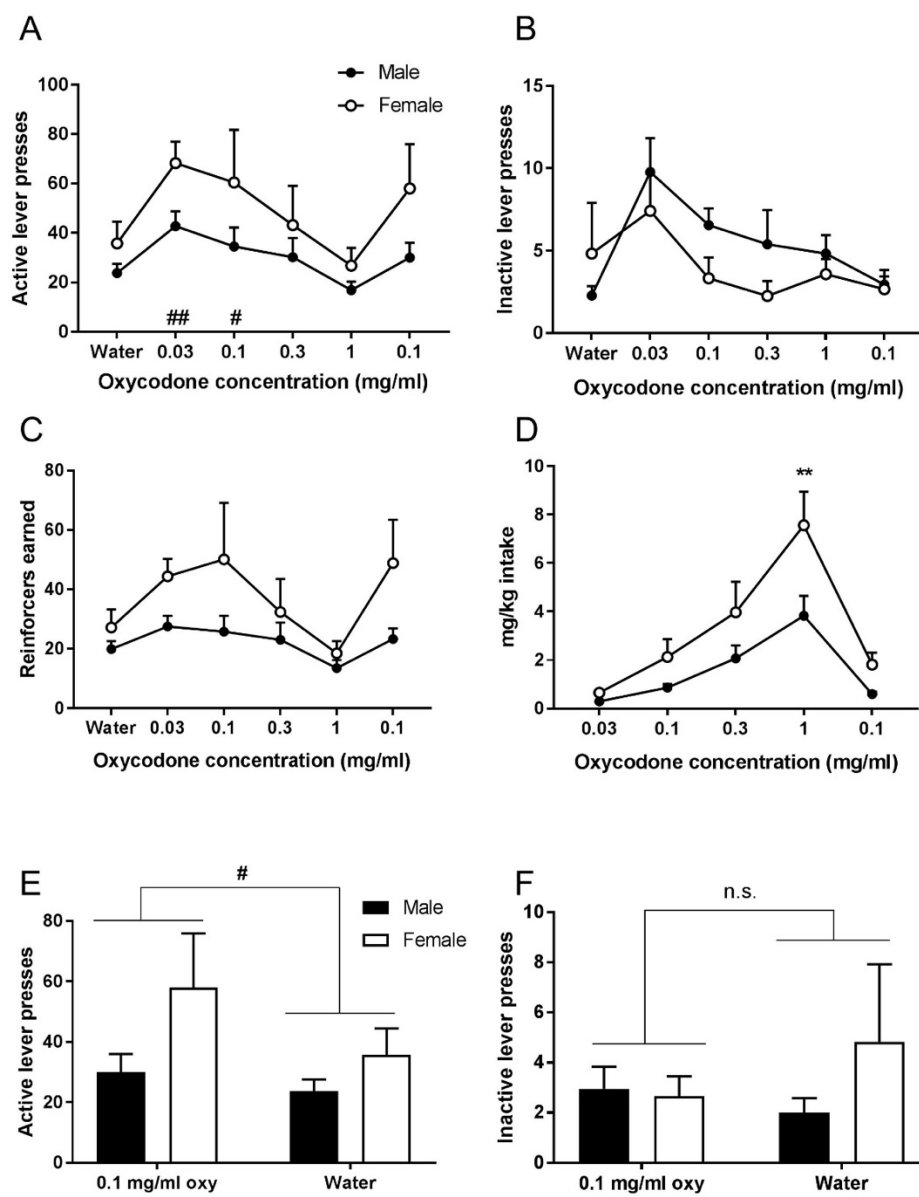 A
Active lever presses
100
80
60
40
20
0
Male
Female
## #
Water 0.03 0.1 0.3 1 0.1
Oxycodone concentration (mg/ml)
B
Inactive lever presses
15
10
5
0
Water 0.03 0.1 0.3 1 0.1
Oxycodone concentration (mg/ml)
C
Reinforcers earned
80
60
40
20
0
Water 0.03 0.1 0.3 1 0.1
Oxycodone concentration (mg/ml)
D
mg/kg intake
10
8
6
4
2
0
**
0.03 0.1 0.3 1 0.1
Oxycodone concentration (mg/ml)
E
Active lever presses
80
60
40
20
0
#
Male
Female
0.1 mg/ml oxy Water
F
Inactive lever presses
10
8
6
4
2
0
n.s.
0.1 mg/ml oxy Water